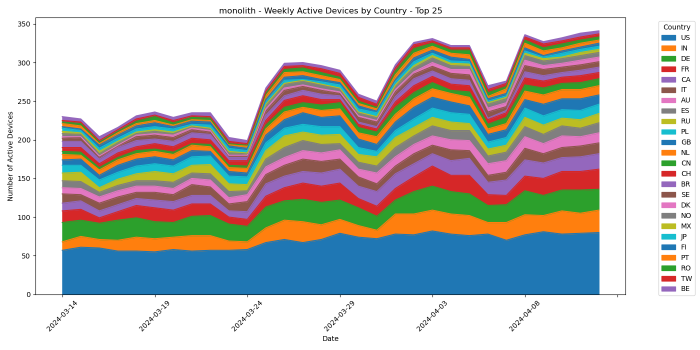 monolith - Weekly Active Devices by Country - Top 25
Number of Active Devices
350
300
250
200
150
100
50
0
2024-03-14
2024-03-19
2024-03-24
2024-03-29
2024-04-03
2024-04-08
Date
Country
US
IN
DE
FR
CA
IT
AU
ES
RU
PL
GB
NL
CN
CH
BR
SE
DK
NO
MX
JP
FI
PT
RO
TW
BE